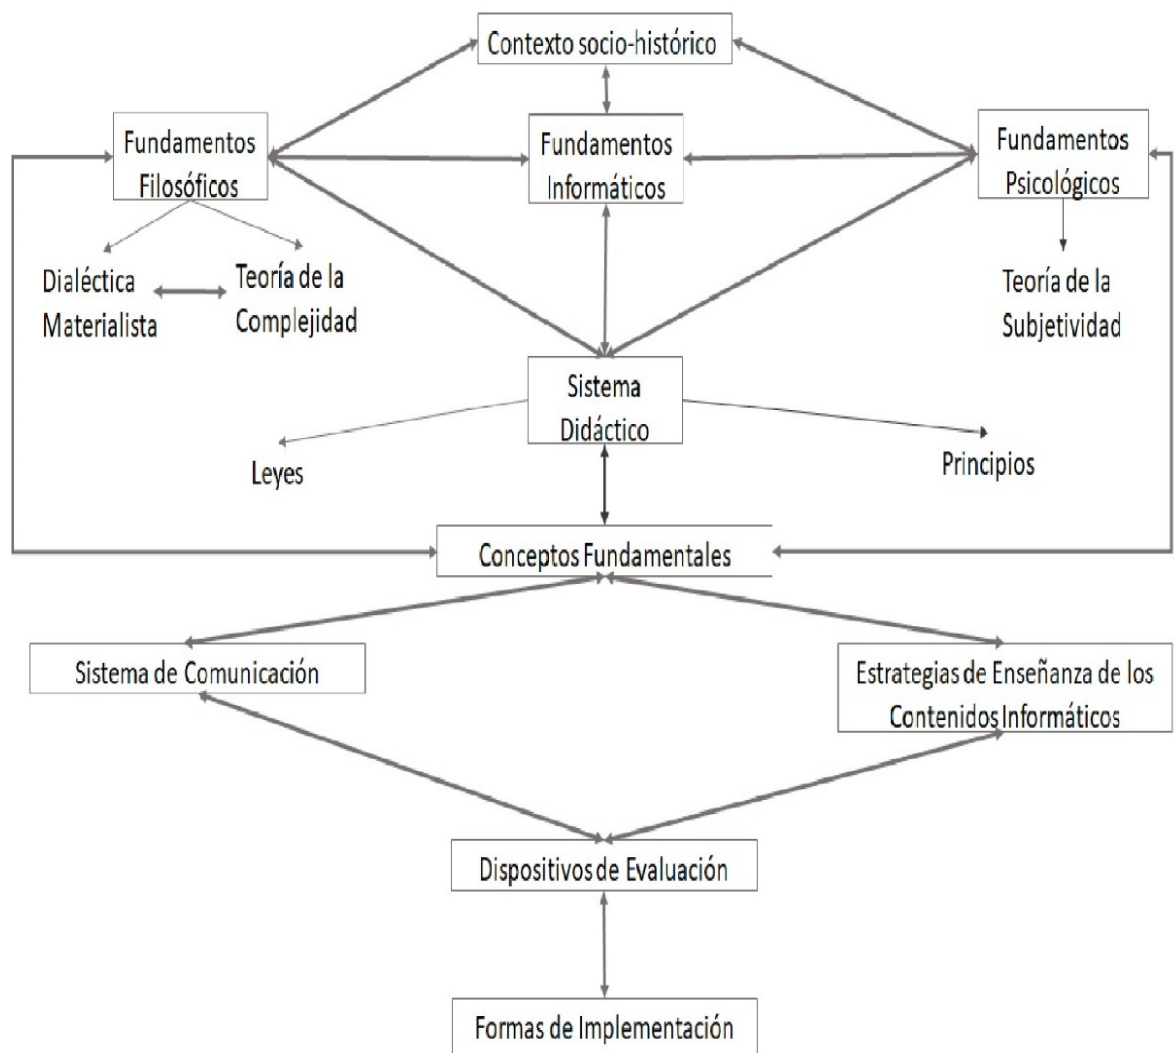 Contexto socio-histórico
Fundamentos
Filosóficos
Fundamentos
Informáticos
Fundamentos
Psicológicos
Dialéctica
Materialista
Teoría de la
Complejidad
Teoría de la
Subjetividad
Sistema
Didáctico
Leyes
Principios
Conceptos Fundamentales
Sistema de Comunicación
Estrategias de Enseñanza de los
Contenidos Informáticos
Dispositivos de Evaluación
Formas de Implementación